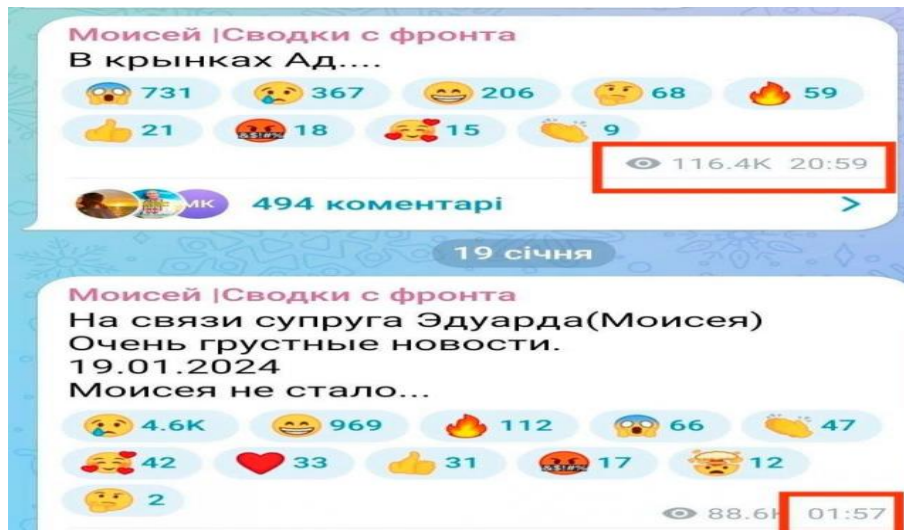 Моисей |Сводки с фронта
В крынках Ад....
731 367 206 68 59
21 18 15 9
116.4K 20:59
МК 494 коментарі >
19 січня
Моисей |Сводки с фронта
На связи супруга Эдуарда(Моисея)
Очень грустные новости.
19.01.2024
Моисея не стало...
4.6K 969 112 66 47
42 33 31 17 12
2
88.6K 01:57